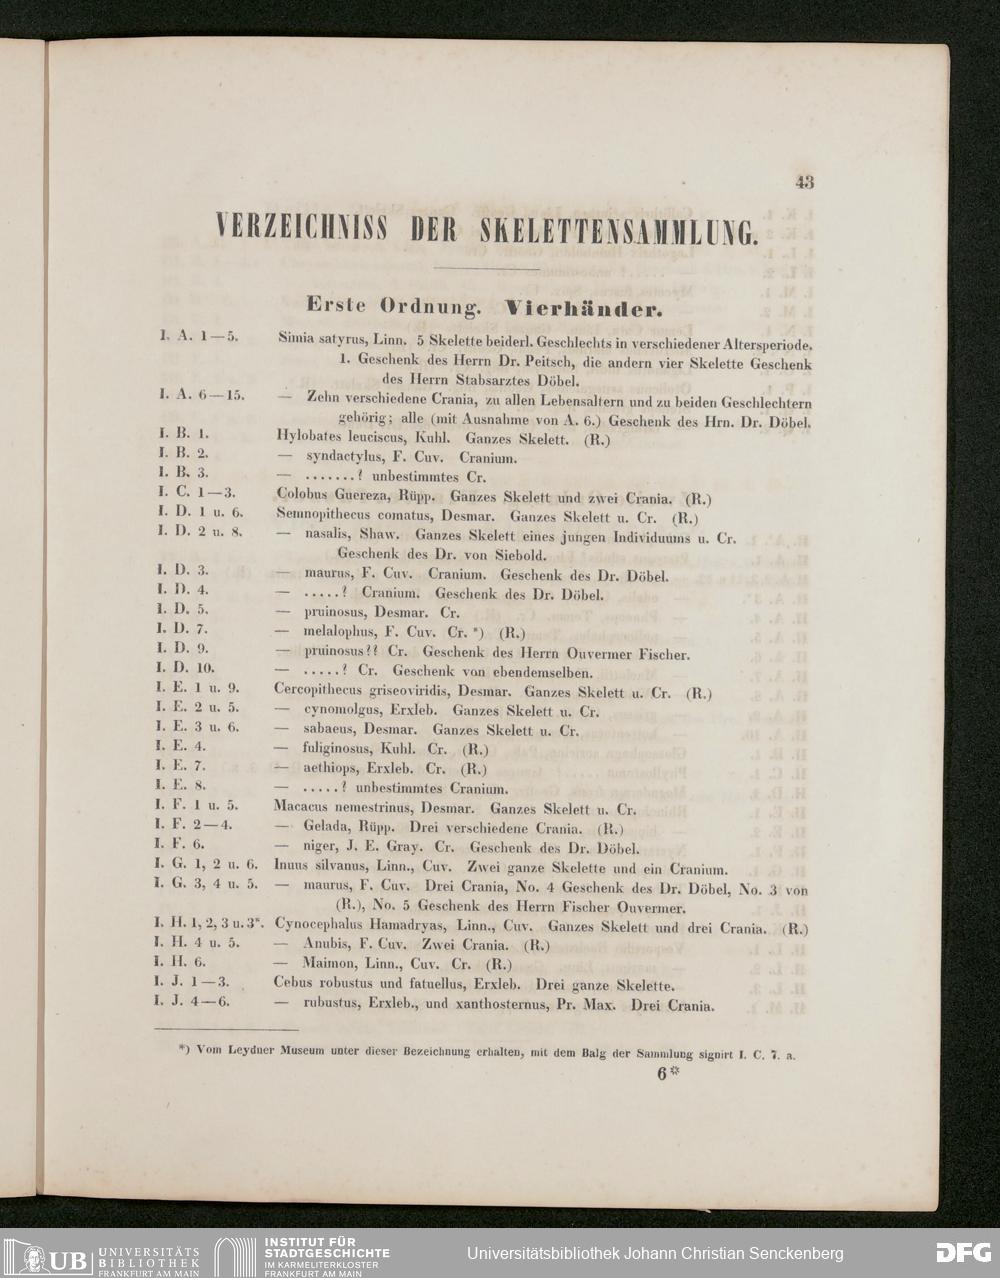 43
VERZEICHNISS DER SKELETTENSAMMLUNG.
Erste Ordnung. Vierhänder.
I. A. 1—5. Simia satyrus, Linn. 5 Skelette beiderl. Geschlechts in verschiedener Altersperiode.
1. Geschenk des Herrn Dr. Peitsch, die andern vier Skelette Geschenk
des Herrn Stabsarztes Döbel.
I. A. 6—15. — Zehn verschiedene Crania, zu allen Lebensaltern und zu beiden Geschlechtern
gehörig; alle (mit Ausnahme von A. 6.) Geschenk des Hrn. Dr. Döbel.
I. B. 1. Hylobates leuciscus, Kuhl. Ganzes Skelett. (R.)
I. B. 2. — syndactylus, F. Cuv. Cranium.
I. B. 3. — .......? unbestimmtes Cr.
I. C. 1—3. Colobus Guereza, Rüpp. Ganzes Skelett und zwei Crania. (R.)
I. D. 1 u. 6. Semnopithecus comatus, Desmar. Ganzes Skelett u. Cr. (R.)
I. D. 2 u. 8. — nasalis, Shaw. Ganzes Skelett eines jungen Individuums u. Cr.
Geschenk des Dr. von Siebold.
I. D. 3. — maurus, F. Cuv. Cranium. Geschenk des Dr. Döbel.
I. D. 4. — .....? Cranium. Geschenk des Dr. Döbel.
I. D. 5. — pruinosus, Desmar. Cr.
I. D. 7. — melalophus, F. Cuv. Cr. *) (R.)
I. D. 9. — pruinosus?? Cr. Geschenk des Herrn Ouvermer Fischer.
I. D. 10. — .....? Cr. Geschenk von ebendemselben.
I. E. 1 u. 9. Cercopithecus griseoviridis, Desmar. Ganzes Skelett u. Cr. (R.)
I. E. 2 u. 5. — cynomolgus, Erxleb. Ganzes Skelett u. Cr.
I. E. 3 u. 6. — sabaeus, Desmar. Ganzes Skelett u. Cr.
I. E. 4. — fuliginosus, Kuhl. Cr. (R.)
I. E. 7. — aethiops, Erxleb. Cr. (R.)
I. E. 8. — .....? unbestimmtes Cranium.
I. F. 1 u. 5. Macacus nemestrinus, Desmar. Ganzes Skelett u. Cr.
I. F. 2—4. — Gelada, Rüpp. Drei verschiedene Crania. (R.)
I. F. 6. — niger, J. E. Gray. Cr. Geschenk des Dr. Döbel.
I. G. 1, 2 u. 6. Inuus silvanus, Linn., Cuv. Zwei ganze Skelette und ein Cranium.
I. G. 3, 4 u. 5. — maurus, F. Cuv. Drei Crania, No. 4 Geschenk des Dr. Döbel, No. 3 von
(R.), No. 5 Geschenk des Herrn Fischer Ouvermer.
I. H. 1, 2, 3 u. 3*. Cynocephalus Hamadryas, Linn., Cuv. Ganzes Skelett und drei Crania. (R.)
I. H. 4 u. 5. — Anubis, F. Cuv. Zwei Crania. (R.)
I. H. 6. — Maimon, Linn., Cuv. Cr. (R.)
I. J. 1—3. Cebus robustus und fatuellus, Erxleb. Drei ganze Skelette.
I. J. 4—6. — rubustus, Erxleb., und xanthosternus, Pr. Max. Drei Crania.
*) Vom Leydner Museum unter dieser Bezeichnung erhalten, mit dem Balg der Sammlung signirt I. C. 7. a.
6*
UB UNIVERSITÄTS
BIBLIOTHEK
FRANKFURT AM MAIN
INSTITUT FÜR
STADTGESCHICHTE
IM KARMELITERKLOSTER
FRANKFURT AM MAIN
Universitätsbibliothek Johann Christian Senckenberg
DFG